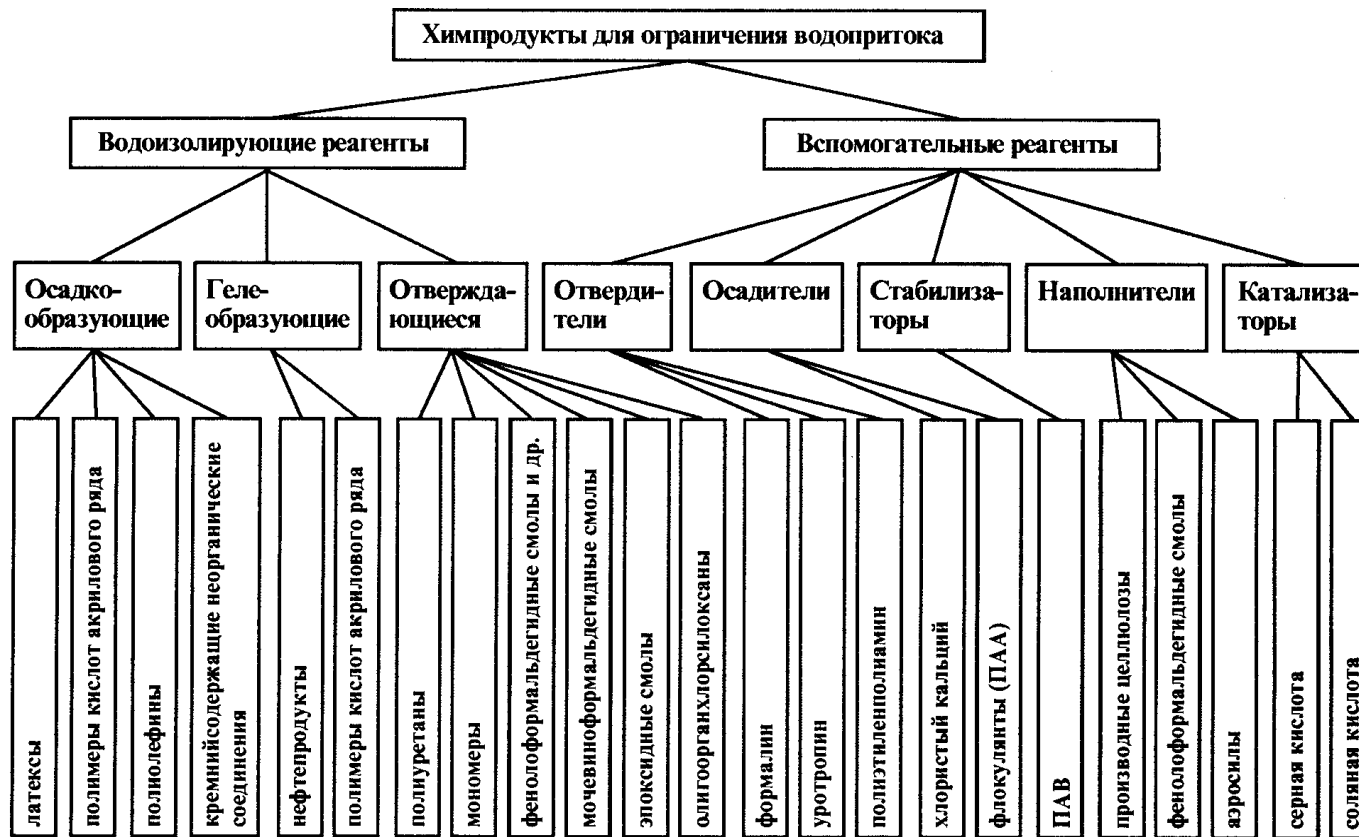 Химпродукты для ограничения водопритока
Водоизолирующие реагенты
Вспомогательные реагенты
Осадко-
образующие
Геле-
образующие
Отвержда-
ющиеся
Отверди-
тели
Осадители
Стабилиза-
торы
Наполнители
Катализа-
торы
латексы
полимеры кислот акрилового ряда
полиолефины
кремнийсодержащие неорганические
соединения
нефтепродукты
полимеры кислот акрилового ряда
полиуретаны
мономеры
фенолоформальдегидные смолы и др.
мочевиноформальдегидные смолы
эпоксидные смолы
олигоорганхлорсилоксаны
формалин
уротропин
полиэтиленполиамин
хлористый кальций
флокулянты (ПАА)
ПАВ
производные целлюлозы
фенолоформальдегидные смолы
яэросилы
серная кислота
соляная кислота